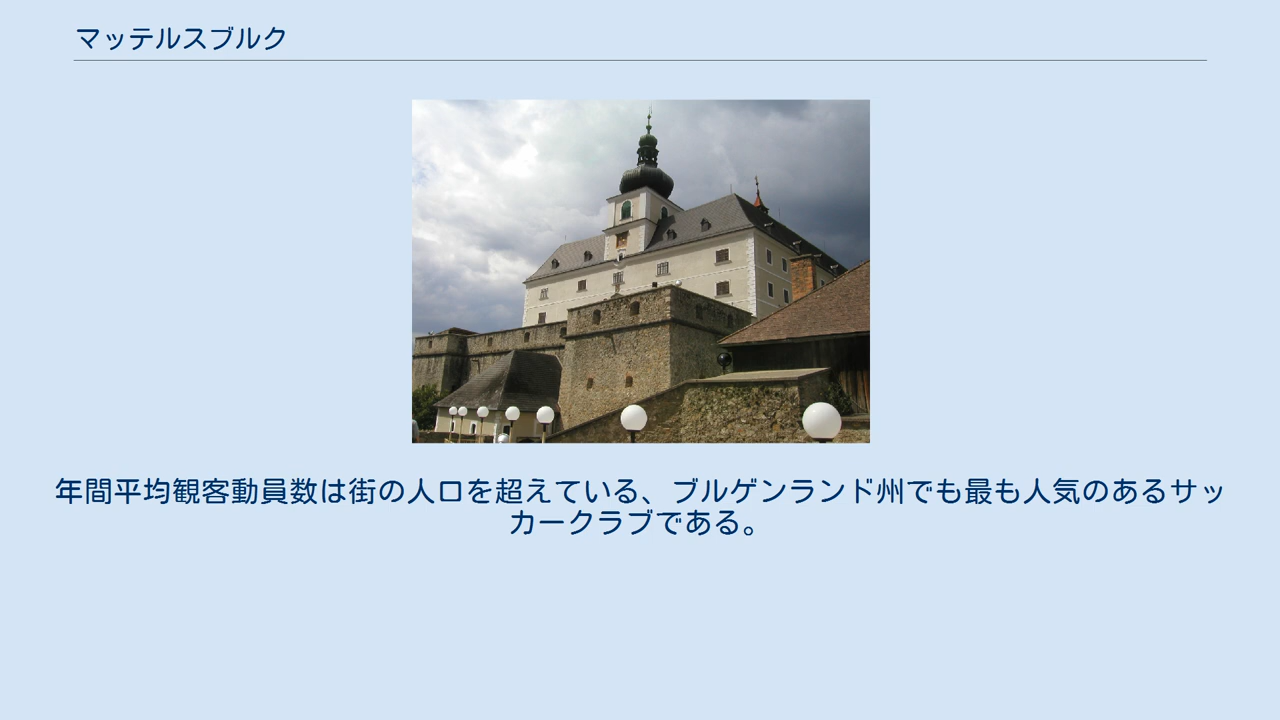 マッテルスブルク
年間平均観客動員数は街の人口を超えている、ブルゲンランド州でも最も人気のあるサッ
カークラブである。